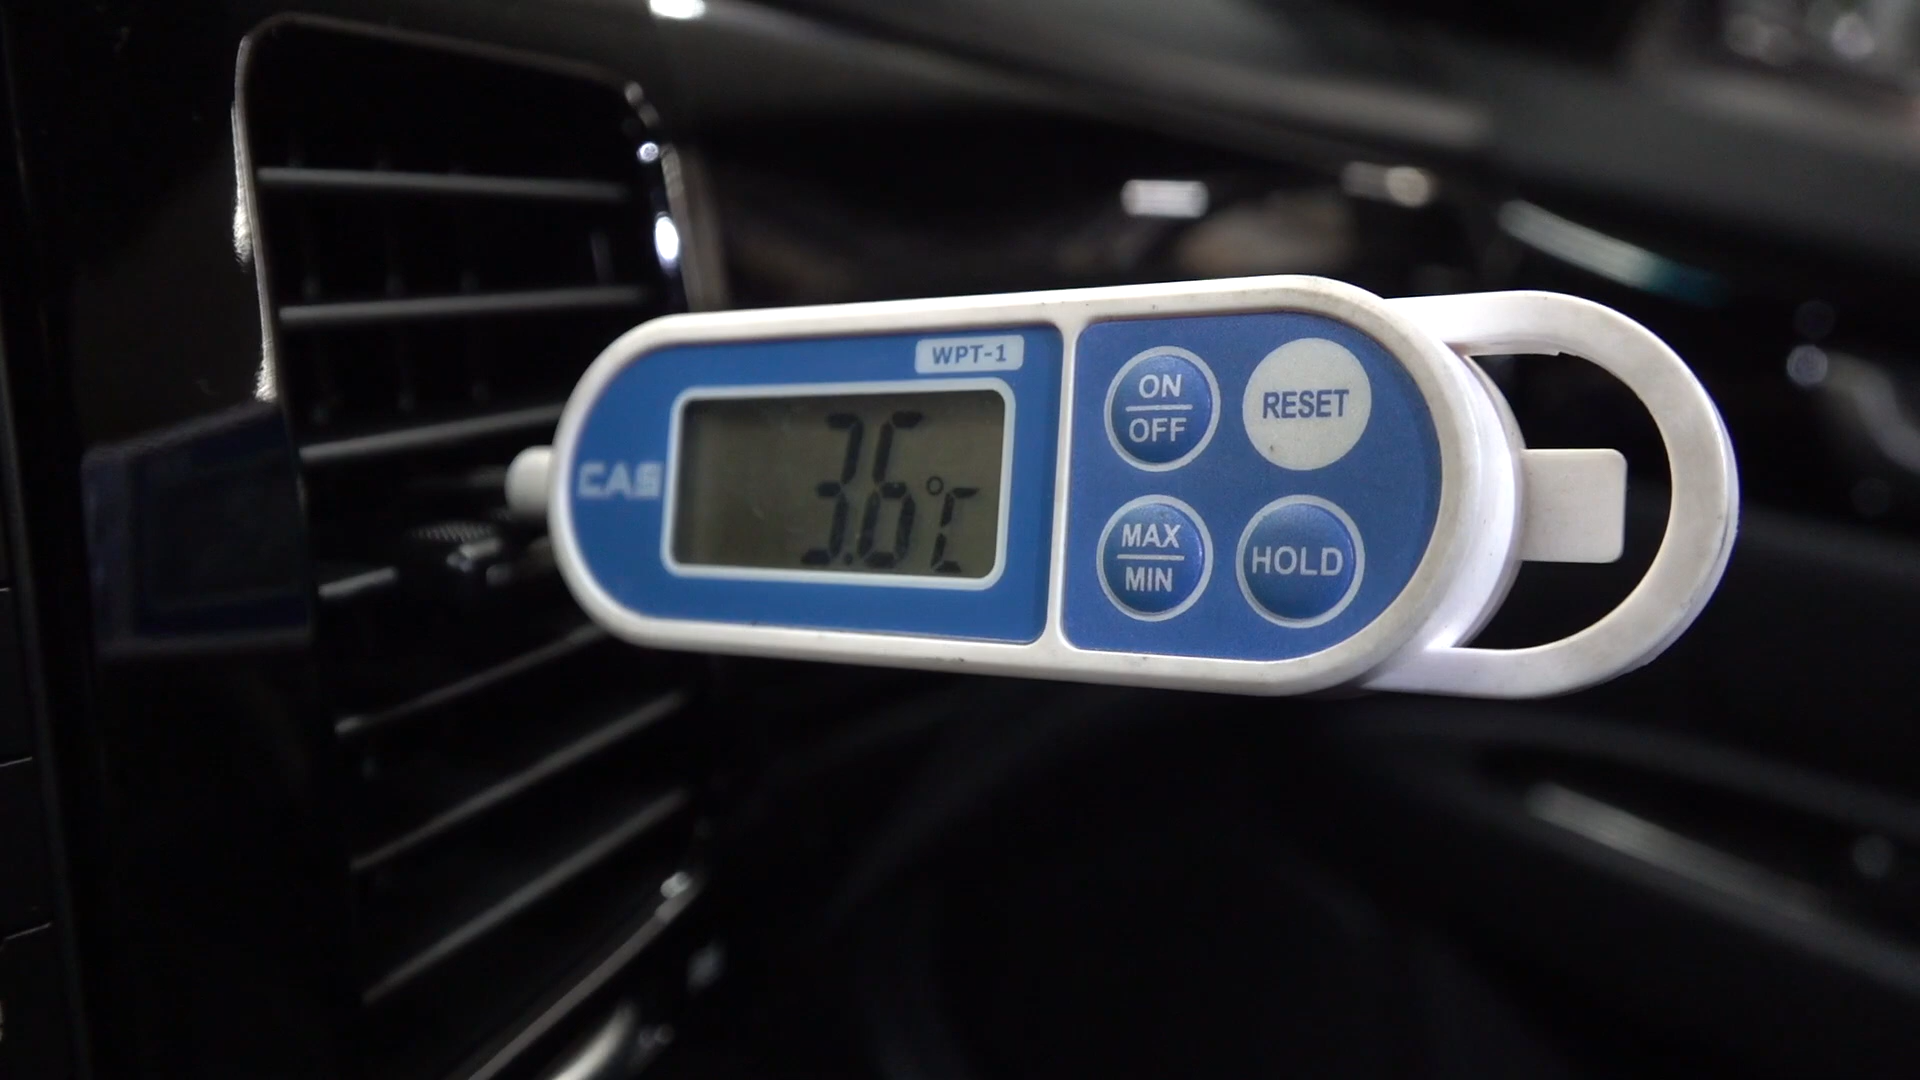 WPT-1
CAS
3.6°C
ON
OFF
RESET
MAX
MIN
HOLD